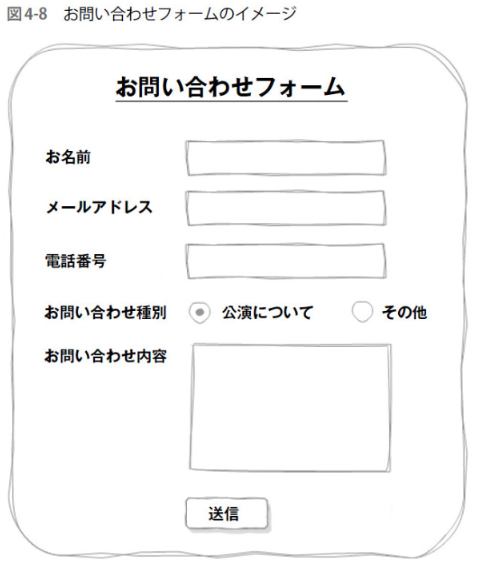 図4-8 お問い合わせフォームのイメージ
お問い合わせフォーム
お名前
メールアドレス
電話番号
お問い合わせ種別 公演について その他
お問い合わせ内容
送信